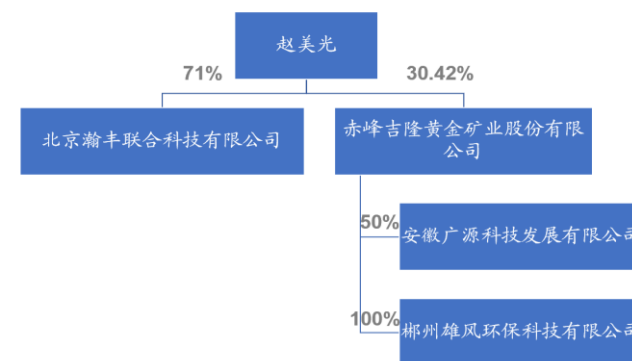 赵美光
71%
30.42%
北京瀚丰联合科技有限公司
赤峰吉隆黄金矿业股份有限
公司
50%
安徽广源科技发展有限公司
100%
郴州雄风环保科技有限公司